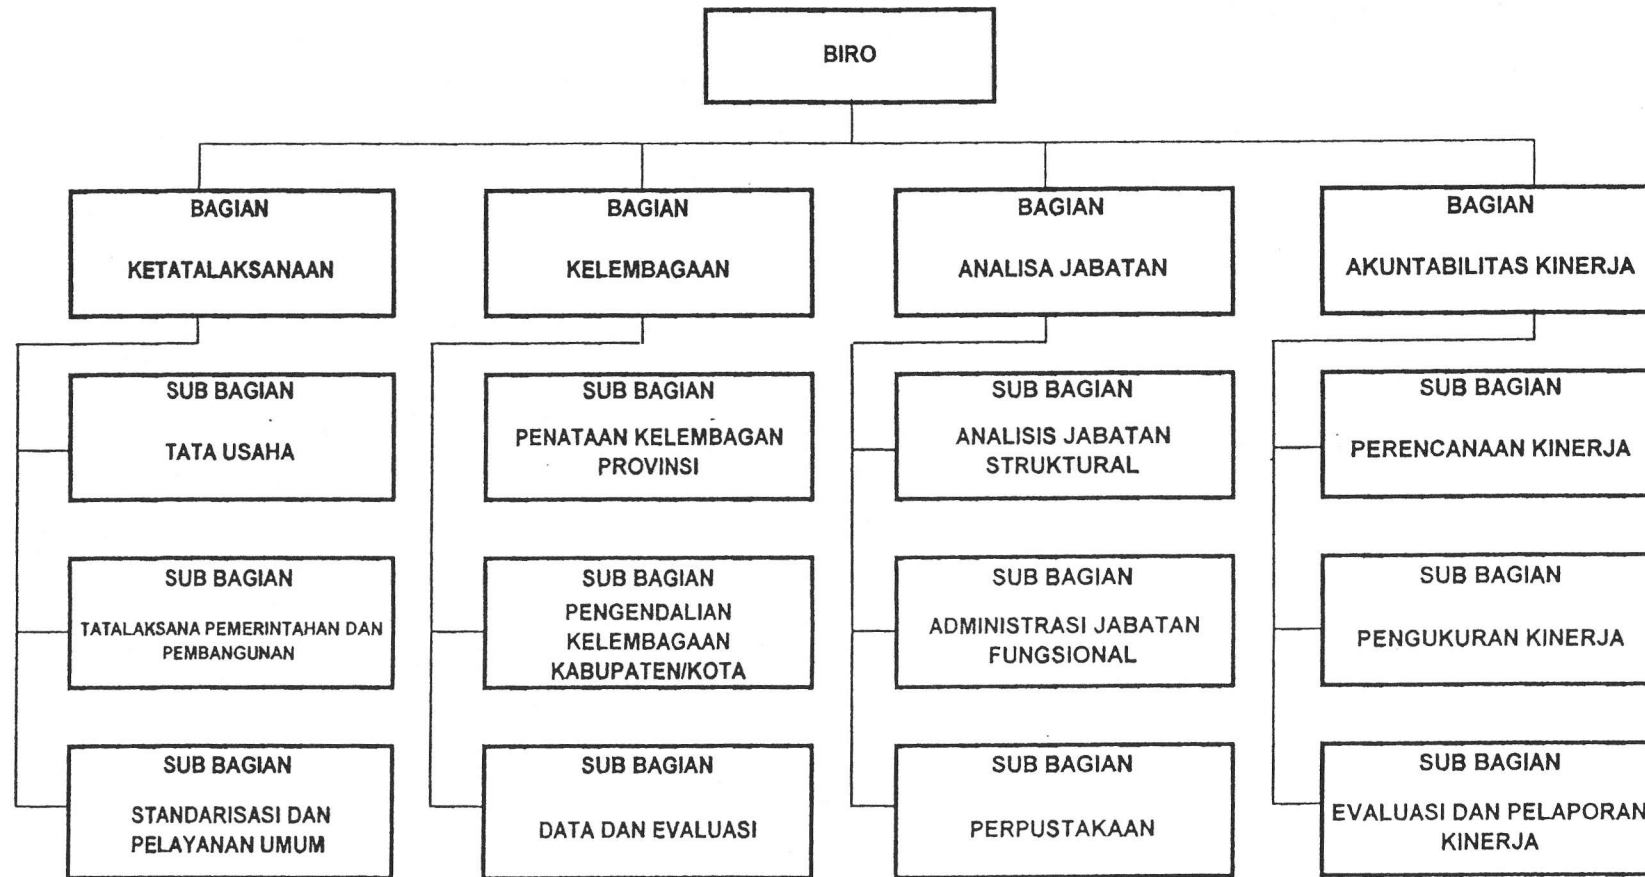 BIRO
BAGIAN
KETATALAKSANAAN
BAGIAN
KELEMBAGAAN
BAGIAN
ANALISA JABATAN
BAGIAN
AKUNTABILITAS KINERJA
SUB BAGIAN
TATA USAHA
SUB BAGIAN
PENATAAN KELEMBAGAN
PROVINSI
SUB BAGIAN
ANALISIS JABATAN
STRUKTURAL
SUB BAGIAN
PERENCANAAN KINERJA
SUB BAGIAN
TATALAKSANA PEMERINTAHAN DAN
PEMBANGUNAN
SUB BAGIAN
PENGENDALIAN
KELEMBAGAAN
KABUPATEN/KOTA
SUB BAGIAN
ADMINISTRASI JABATAN
FUNGSIONAL
SUB BAGIAN
PENGUKURAN KINERJA
SUB BAGIAN
STANDARISASI DAN
PELAYANAN UMUM
SUB BAGIAN
DATA DAN EVALUASI
SUB BAGIAN
PERPUSTAKAAN
SUB BAGIAN
EVALUASI DAN PELAPORAN
KINERJA